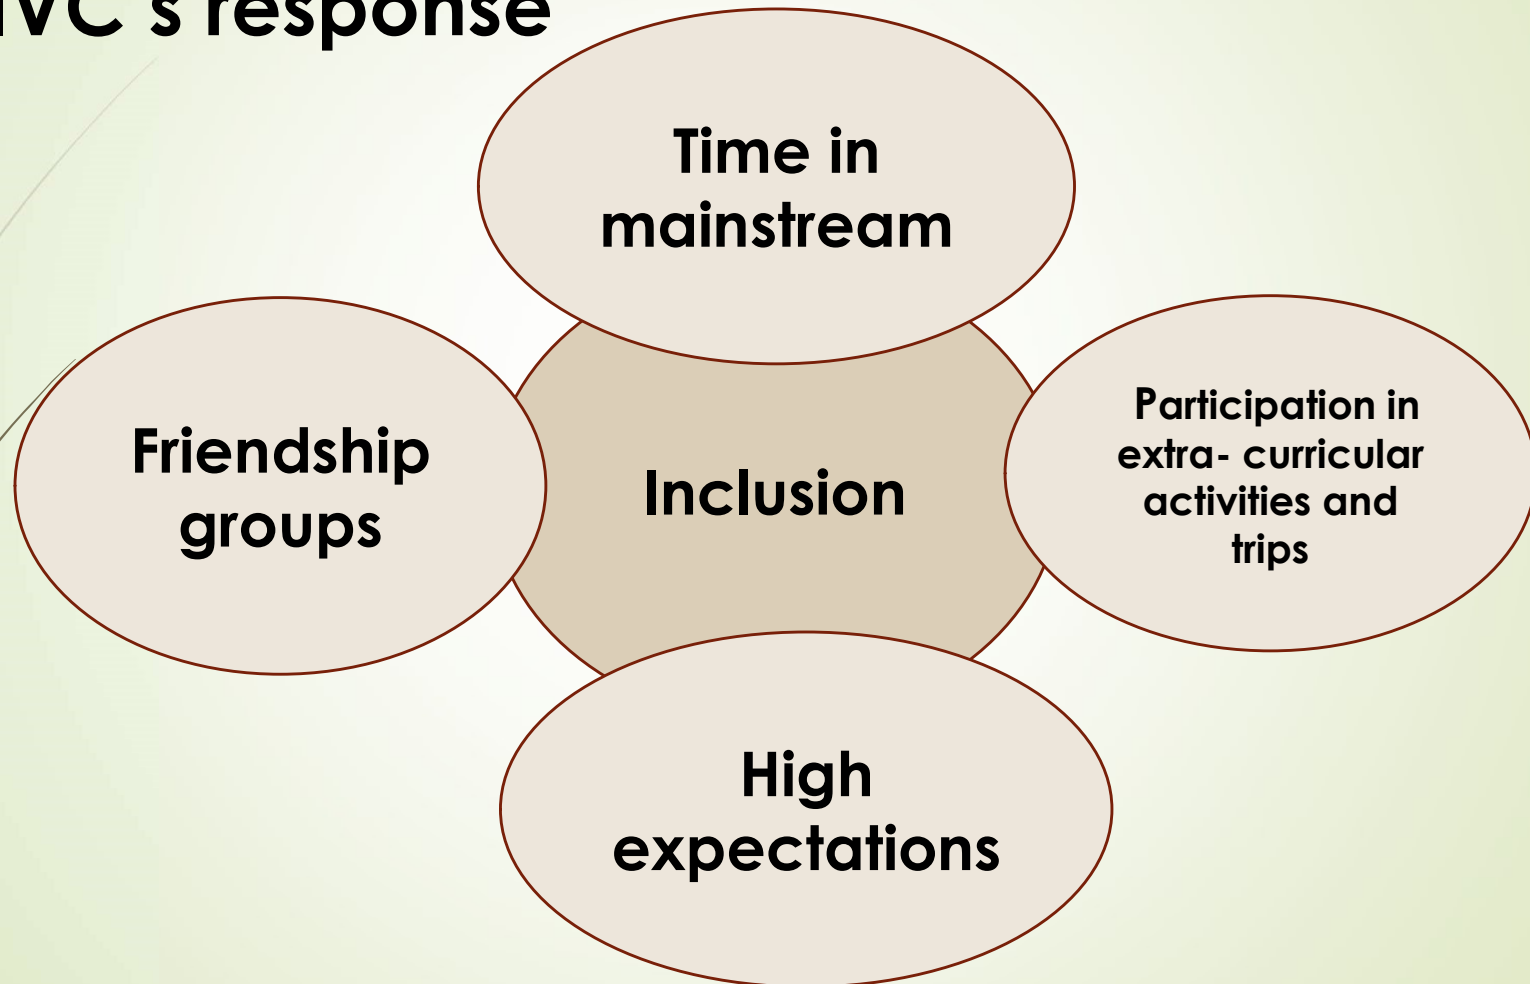 response
Time in
mainstream
Friendship
groups
Inclusion
Participation in
extra- curricular
activities and
trips
High
expectations